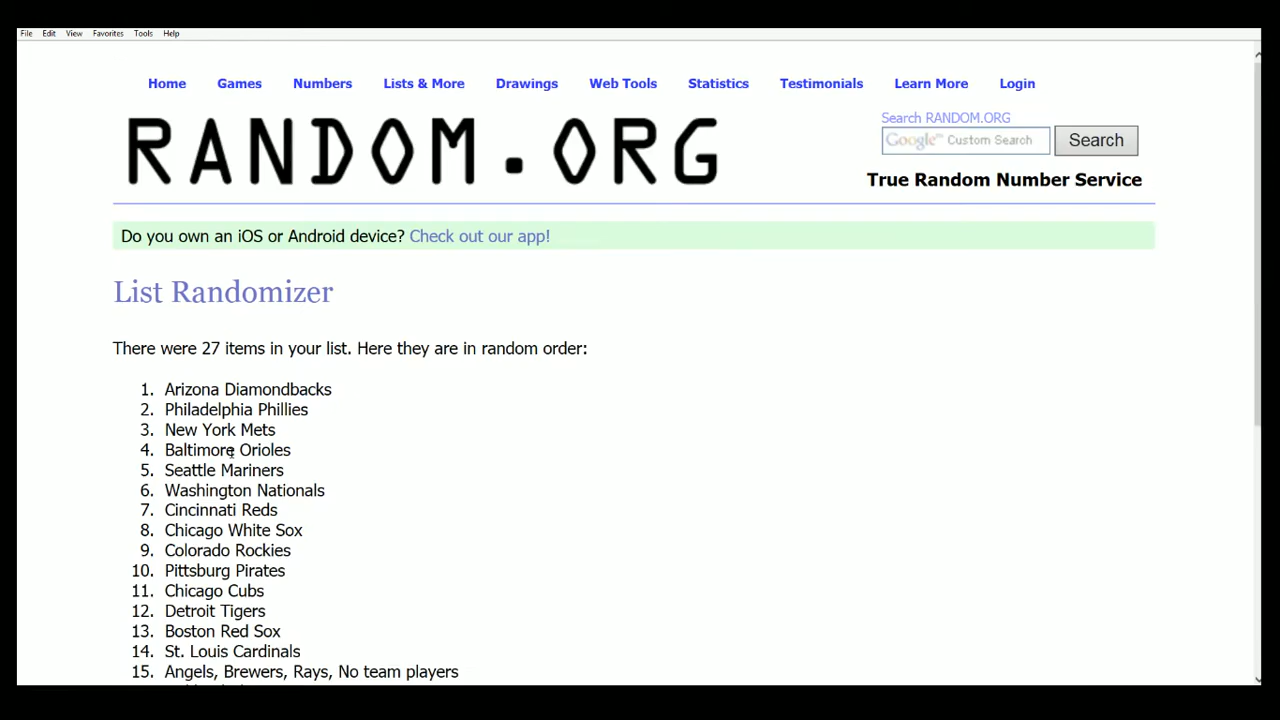 File Edit View Favorites Tools Help
Home Games Numbers Lists & More Drawings Web Tools Statistics Testimonials Learn More Login
RANDOM.ORG
Search RANDOM.ORG
Google™ Custom Search Search
True Random Number Service
Do you own an iOS or Android device? Check out our app!
List Randomizer
There were 27 items in your list. Here they are in random order:
1. Arizona Diamondbacks
2. Philadelphia Phillies
3. New York Mets
4. Baltimore Orioles
5. Seattle Mariners
6. Washington Nationals
7. Cincinnati Reds
8. Chicago White Sox
9. Colorado Rockies
10. Pittsburg Pirates
11. Chicago Cubs
12. Detroit Tigers
13. Boston Red Sox
14. St. Louis Cardinals
15. Angels, Brewers, Rays, No team players